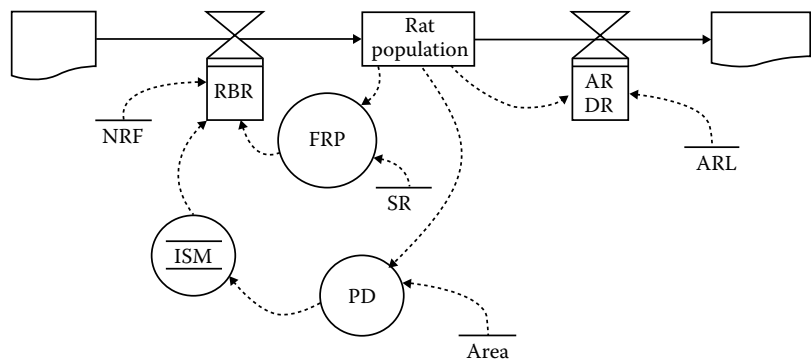 Rat
population
RBR
AR
DR
NRF
FRP
ARL
SR
ISM
PD
Area